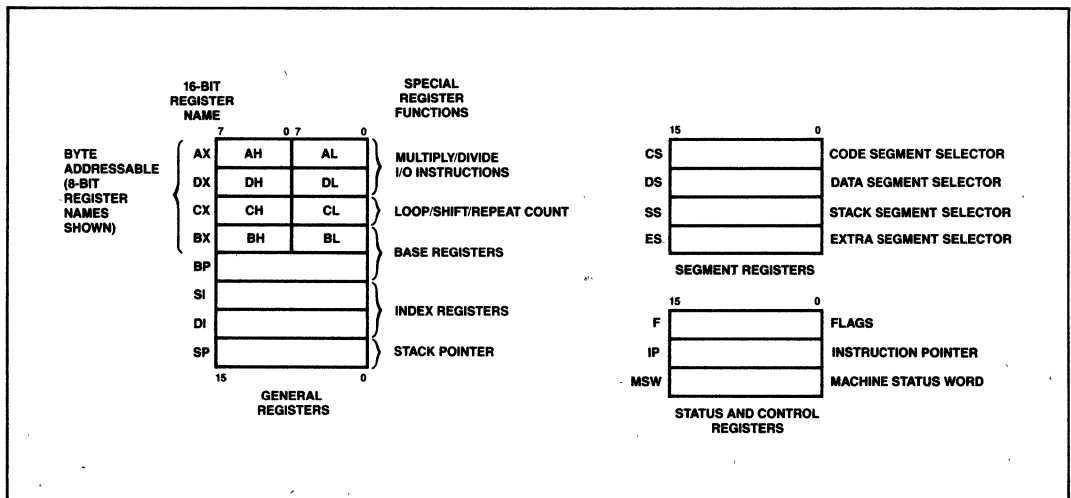 16-BIT
REGISTER
NAME
SPECIAL
REGISTER
FUNCTIONS
7 0 7 0
BYTE
ADDRESSABLE
(8-BIT
REGISTER
NAMES
SHOWN)
AX AH AL
DX DH DL
MULTIPLY/DIVIDE
I/O INSTRUCTIONS
CX CH CL LOOP/SHIFT/REPEAT COUNT
BX BH BL
BP
BASE REGISTERS
SI
DI
INDEX REGISTERS
SP STACK POINTER
15 0
GENERAL
REGISTERS
15 0
CS CODE SEGMENT SELECTOR
DS DATA SEGMENT SELECTOR
SS STACK SEGMENT SELECTOR
ES EXTRA SEGMENT SELECTOR
SEGMENT REGISTERS
15 0
F FLAGS
IP INSTRUCTION POINTER
MSW MACHINE STATUS WORD
STATUS AND CONTROL
REGISTERS